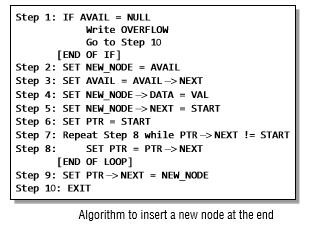 Step 1: IF AVAIL = NULL
Write OVERFLOW
Go to Step 10
[END OF IF]
Step 2: SET NEW_NODE = AVAIL
Step 3: SET AVAIL = AVAIL->NEXT
Step 4: SET NEW_NODE->DATA = VAL
Step 5: SET NEW_NODE->NEXT = START
Step 6: SET PTR = START
Step 7: Repeat Step 8 while PTR->NEXT != START
Step 8: SET PTR = PTR->NEXT
[END OF LOOP]
Step 9: SET PTR->NEXT = NEW_NODE
Step 10: EXIT
Algorithm to insert a new node at the end